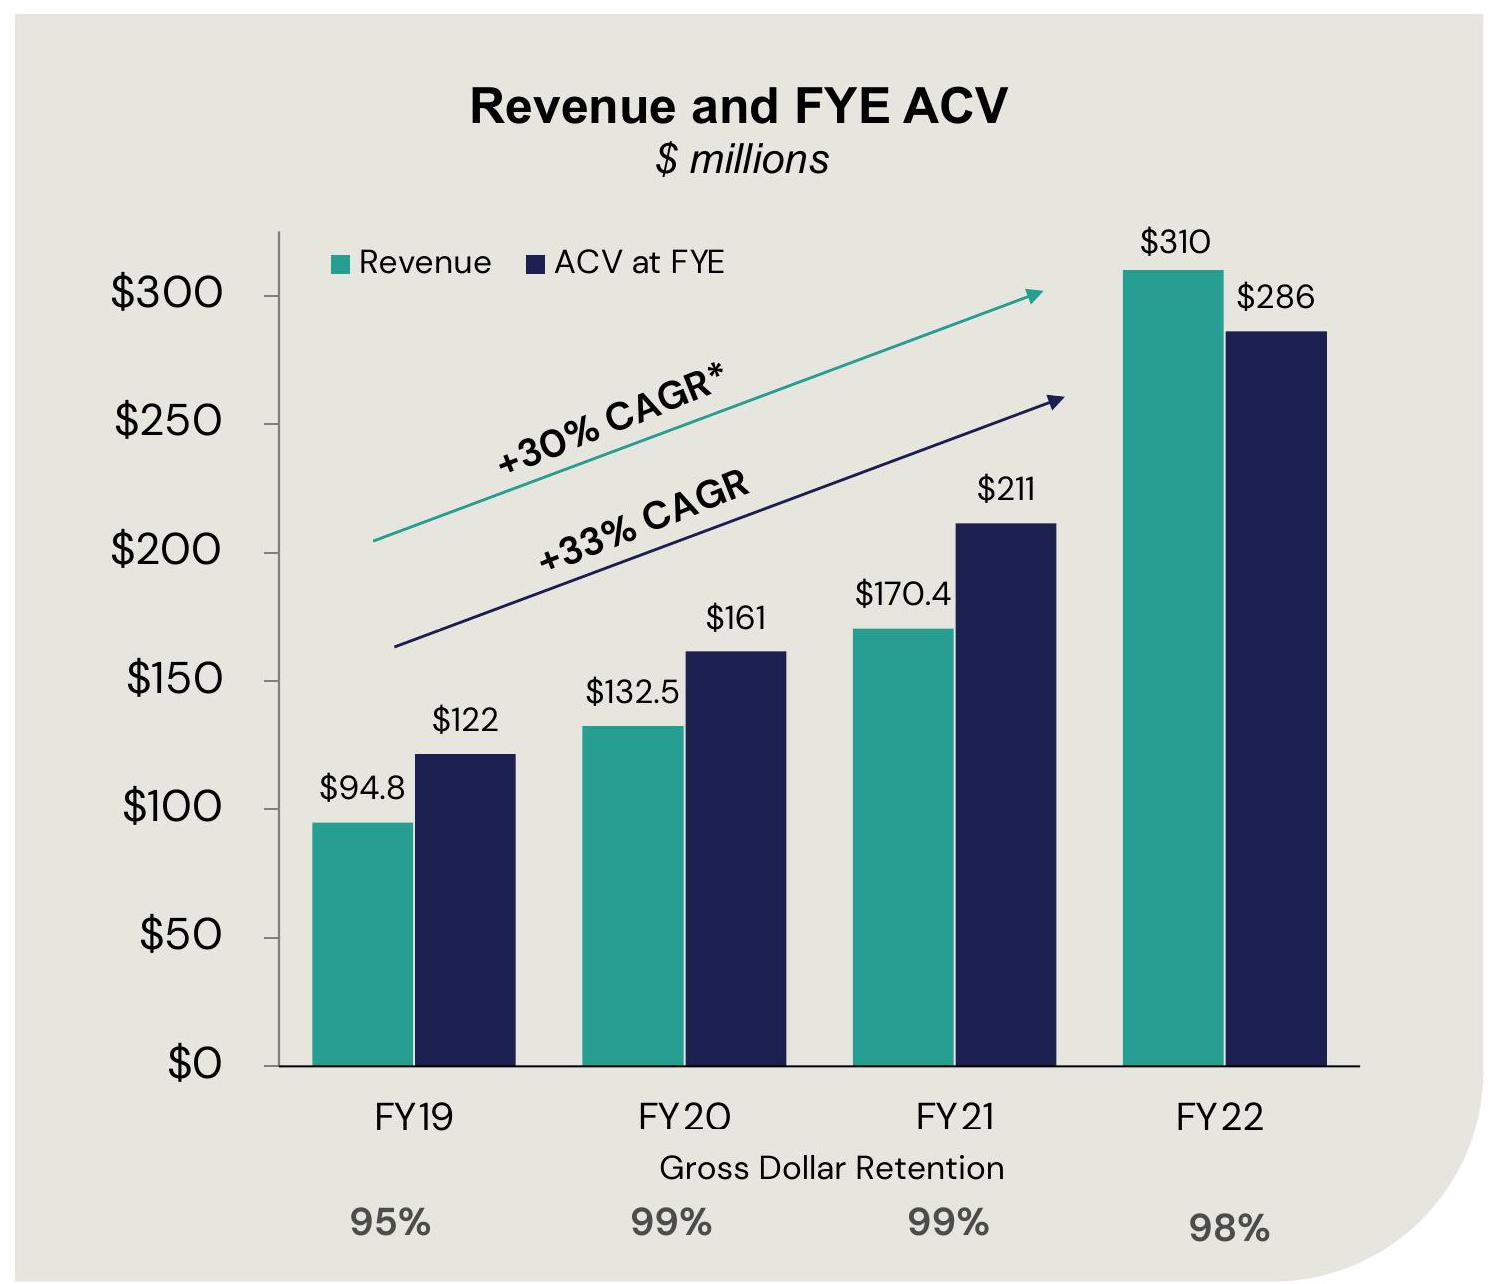 Revenue and FYE ACV
$ millions
Revenue ACV at FYE
$300
$250
$200
$150
$100
$50
$0
+30% CAGR*
+33% CAGR
$94.8
$122
$132.5
$161
$170.4
$211
$310
$286
FY19 FY20 FY21 FY22
Gross Dollar Retention
95% 99% 99% 98%